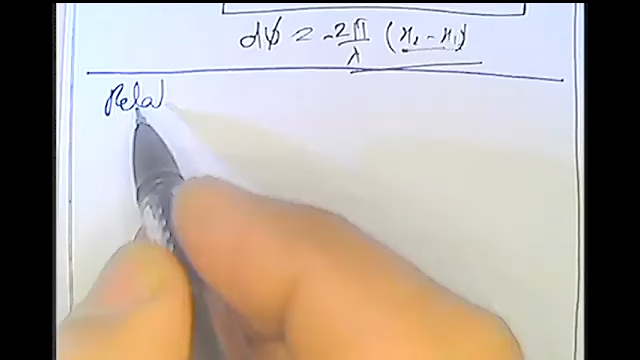 dφ = -2π/λ (x₂ - x₁)
Rela